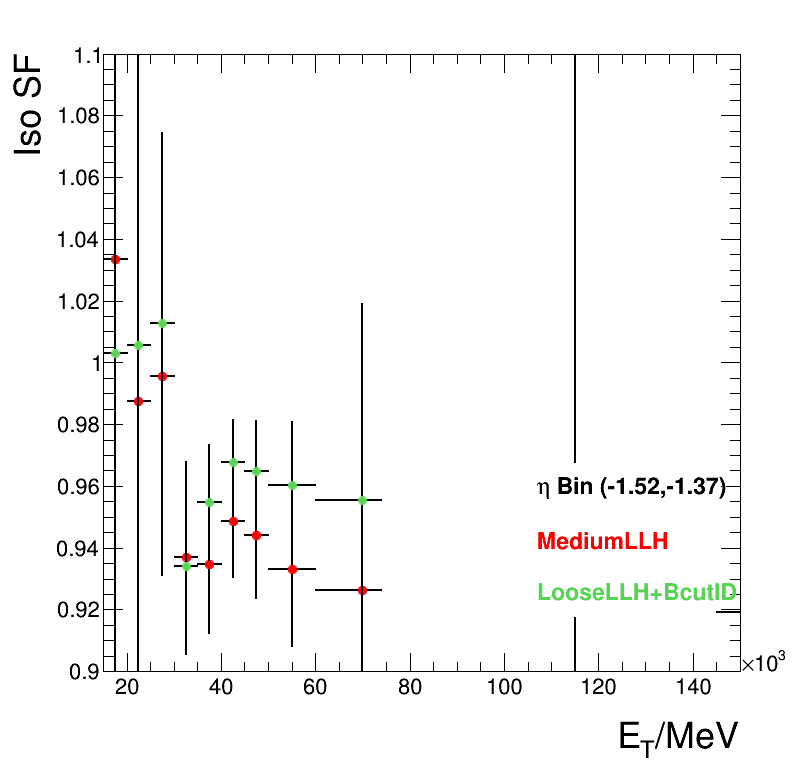 Iso SF
1.1
1.08
1.06
1.04
1.02
1
0.98
0.96
0.94
0.92
0.9
η Bin (-1.52,-1.37)
MediumLLH
LooseLLH+BcutID
20 40 60 80 100 120 140 ×10³
E_T/MeV